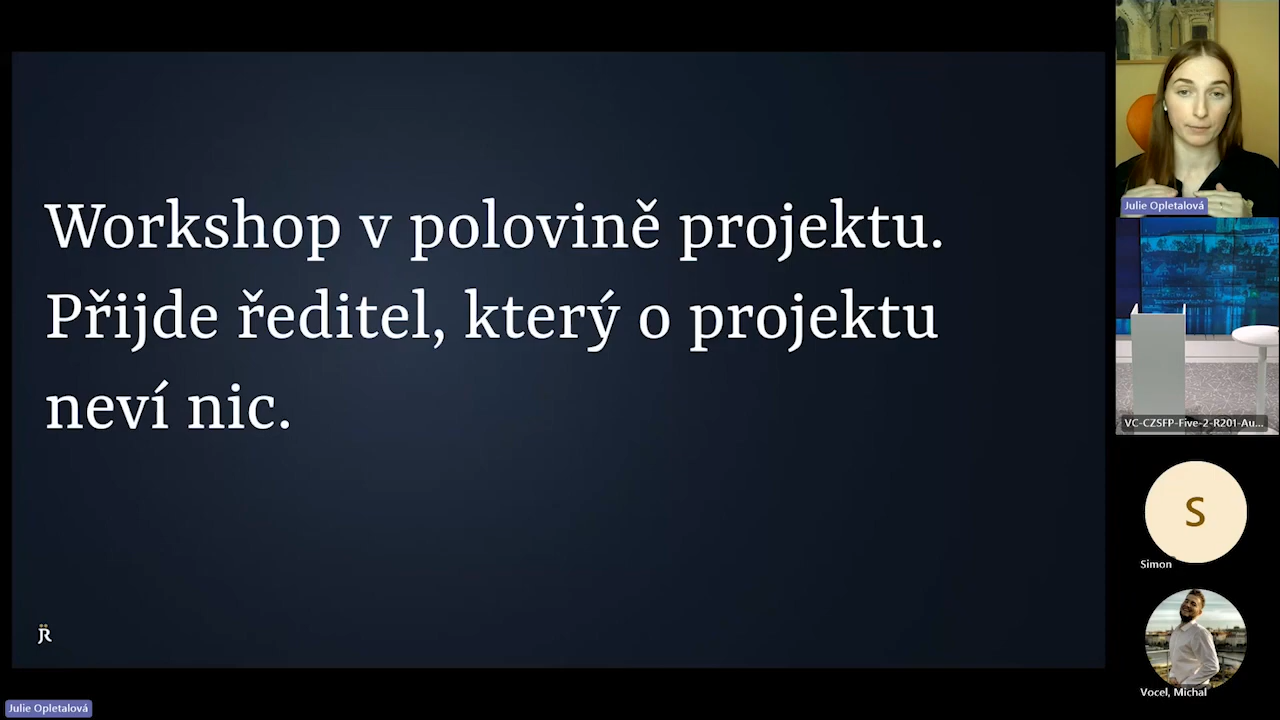 Workshop v polovině projektu.
Přijde ředitel, který o projektu
neví nic.
JR
Julie Opletalová
Julie Opletalová
VC-CZSFP-Five-2-R201-Au...
S
Simon
Vocel, Michal